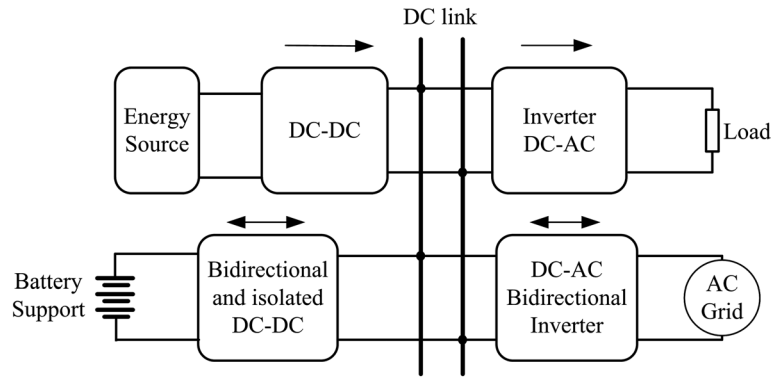 DC link
Energy
Source
DC-DC
Inverter
DC-AC
Load
Battery
Support
Bidirectional
and isolated
DC-DC
DC-AC
Bidirectional
Inverter
AC
Grid